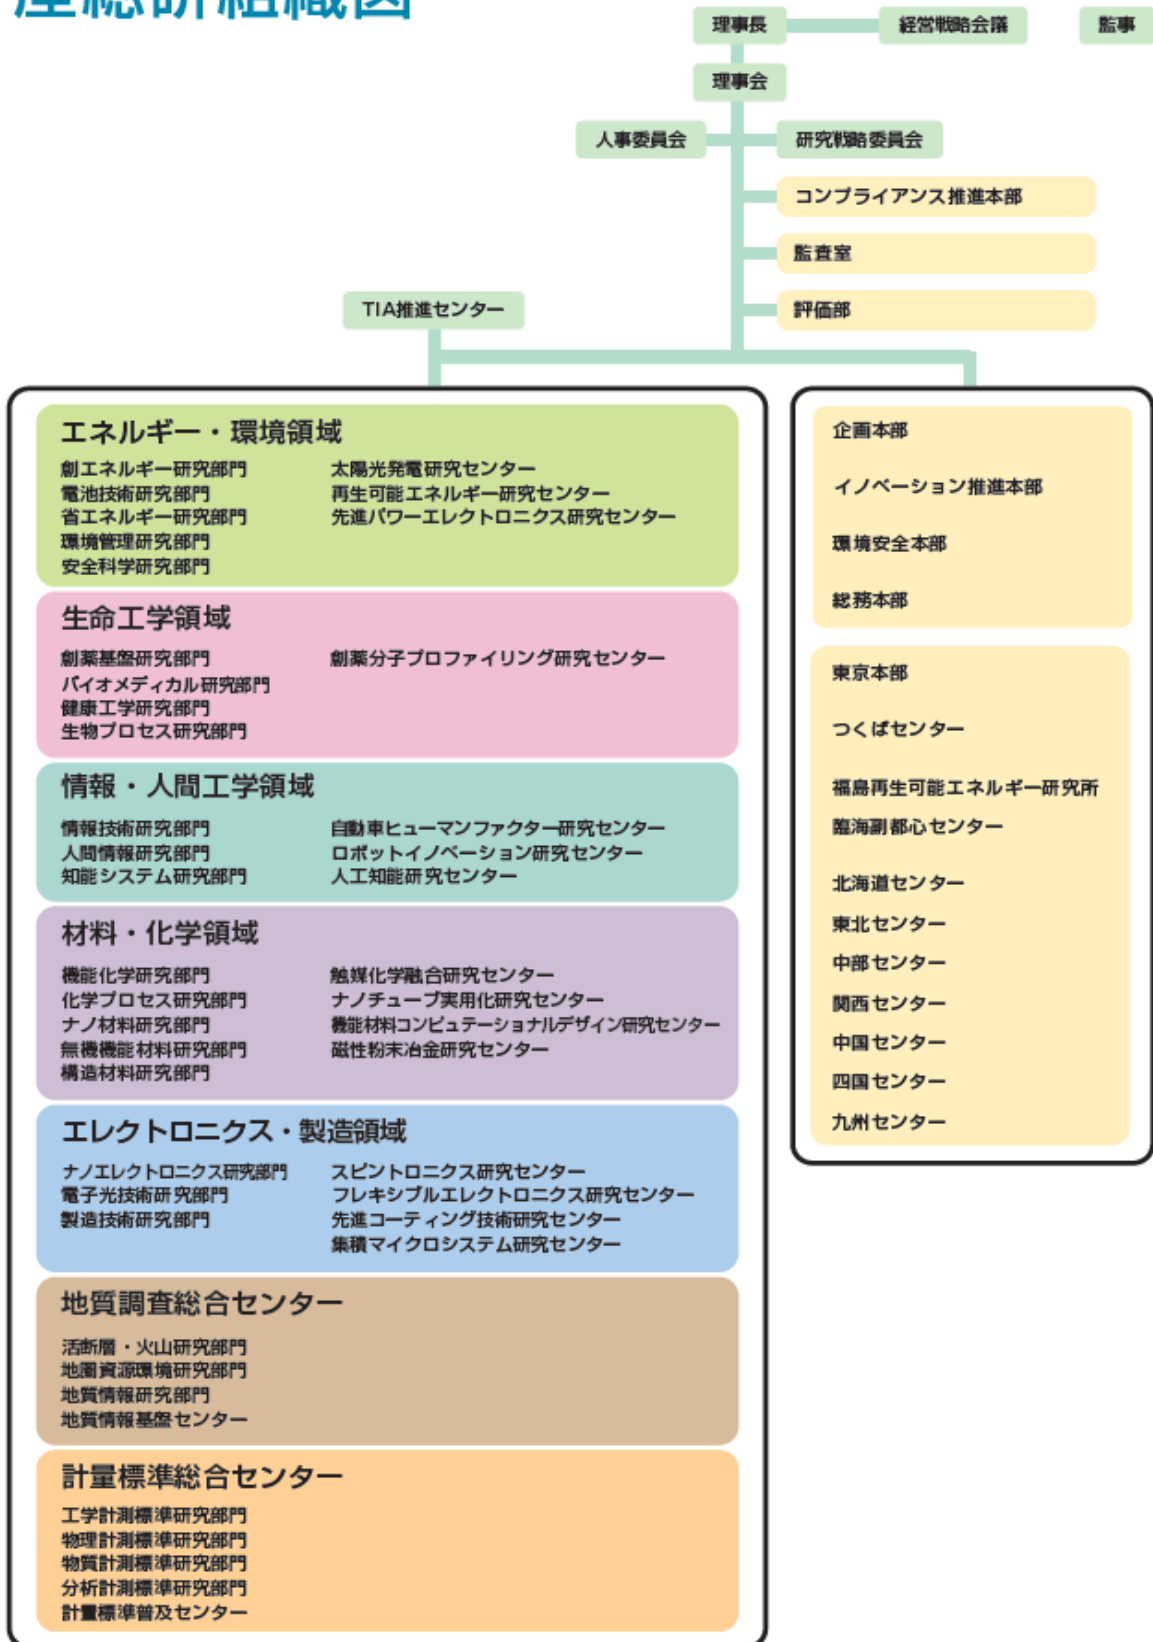 産総研組織図
理事長
経営戦略会議
監事
理事会
人事委員会
研究戦略委員会
コンプライアンス推進本部
監査室
評価部
TIA推進センター
エネルギー・環境領域
創エネルギー研究部門
電池技術研究部門
省エネルギー研究部門
環境管理研究部門
安全科学研究部門
太陽光発電研究センター
再生可能エネルギー研究センター
先進パワーエレクトロニクス研究センター
生命工学領域
創薬基盤研究部門
バイオメディカル研究部門
健康工学研究部門
生物プロセス研究部門
創薬分子プロファイリング研究センター
情報・人間工学領域
情報技術研究部門
人間情報研究部門
知能システム研究部門
自動車ヒューマンファクター研究センター
ロボットイノベーション研究センター
人工知能研究センター
材料・化学領域
機能化学研究部門
化学プロセス研究部門
ナノ材料研究部門
無機機能材料研究部門
構造材料研究部門
触媒化学融合研究センター
ナノチューブ実用化研究センター
機能材料コンピュテーショナルデザイン研究センター
磁性粉末冶金研究センター
エレクトロニクス・製造領域
ナノエレクトロニクス研究部門
電子光技術研究部門
製造技術研究部門
スピントロニクス研究センター
フレキシブルエレクトロニクス研究センター
先進コーティング技術研究センター
集積マイクロシステム研究センター
地質調査総合センター
活断層・火山研究部門
地圏資源環境研究部門
地質情報研究部門
地質情報基盤センター
計量標準総合センター
工学計測標準研究部門
物理計測標準研究部門
物質計測標準研究部門
分析計測標準研究部門
計量標準普及センター
企画本部
イノベーション推進本部
環境安全本部
総務本部
東京本部
つくばセンター
福島再生可能エネルギー研究所
臨海副都心センター
北海道センター
東北センター
中部センター
関西センター
中国センター
四国センター
九州センター